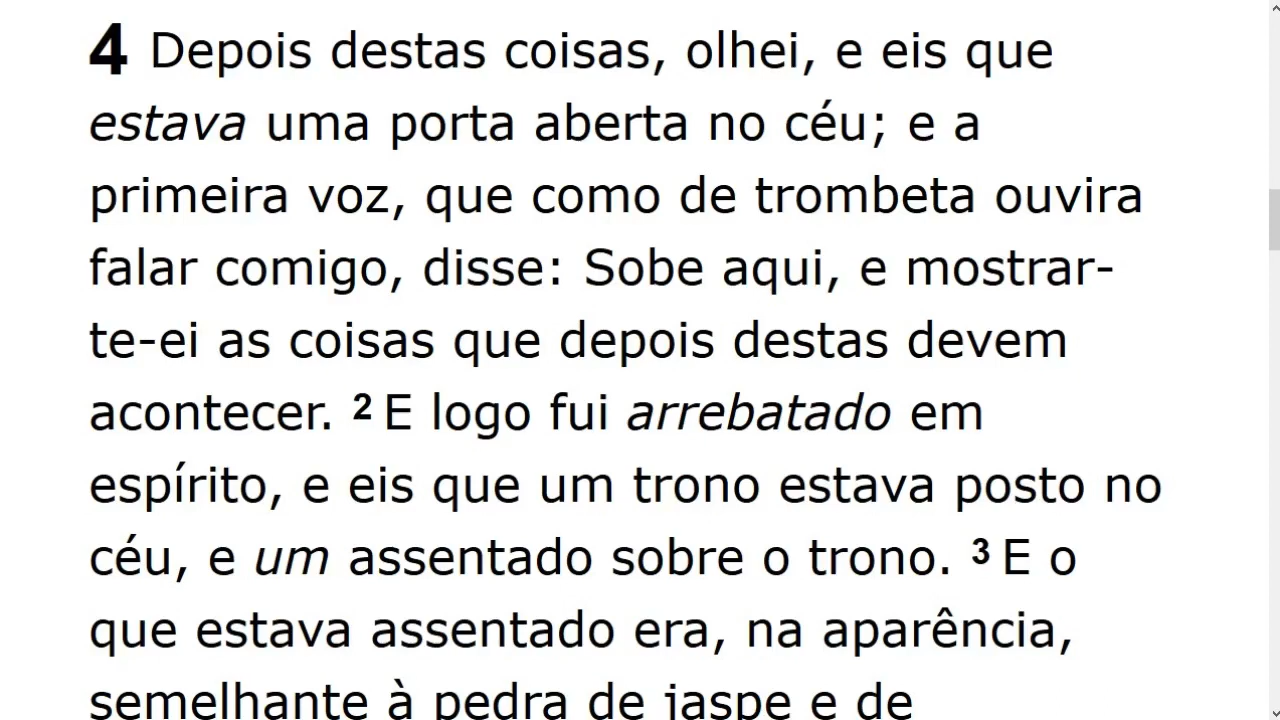 4 Depois destas coisas, olhei, e eis que
estava uma porta aberta no céu; e a
primeira voz, que como de trombeta ouvira
falar comigo, disse: Sobe aqui, e mostrar-
te-ei as coisas que depois destas devem
acontecer. 2 E logo fui arrebatado em
espírito, e eis que um trono estava posto no
céu, e um assentado sobre o trono. 3 E o
que estava assentado era, na aparência,
semelhante à pedra de jaspe e de